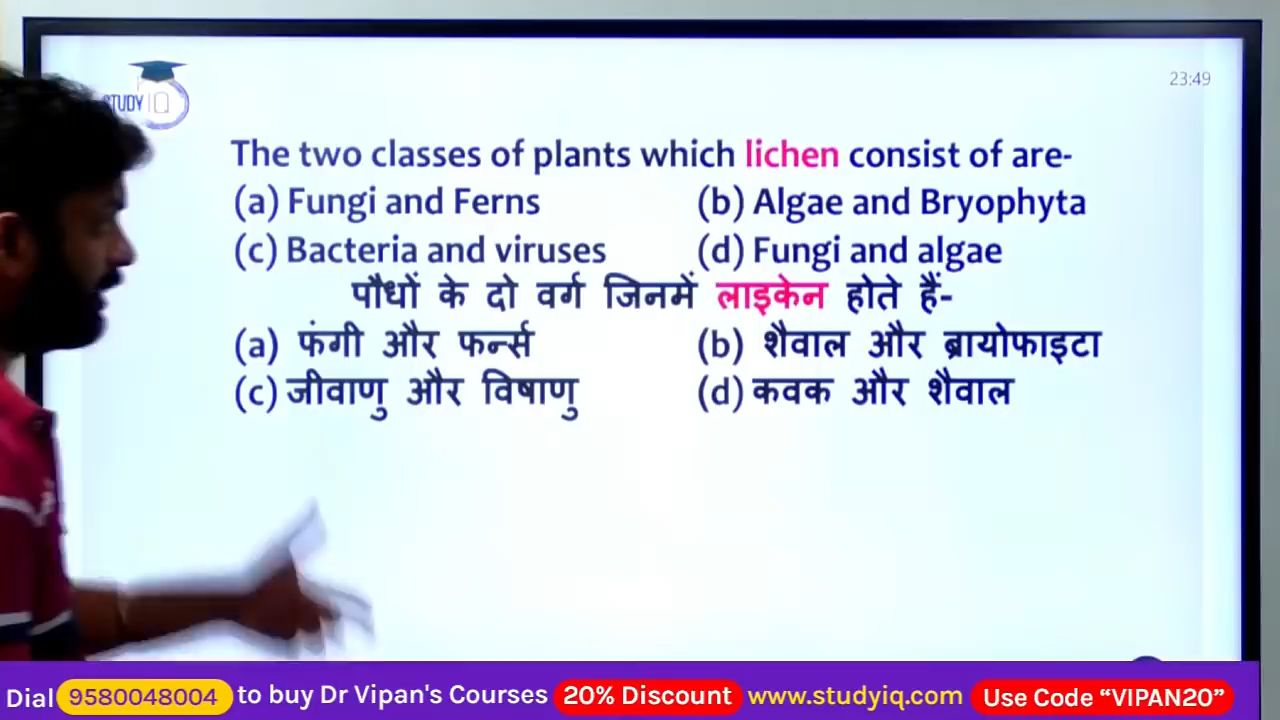 STUDY IQ
23:49
The two classes of plants which lichen consist of are-
(a) Fungi and Ferns (b) Algae and Bryophyta
(c) Bacteria and viruses (d) Fungi and algae
पौधों के दो वर्ग जिनमें लाइकेन होते हैं-
(a) फंगी और फर्न्स (b) शैवाल और ब्रायोफाइटा
(c) जीवाणु और विषाणु (d) कवक और शैवाल
Dial 9580048004 to buy Dr Vipan's Courses 20% Discount www.studyiq.com Use Code “VIPAN20”